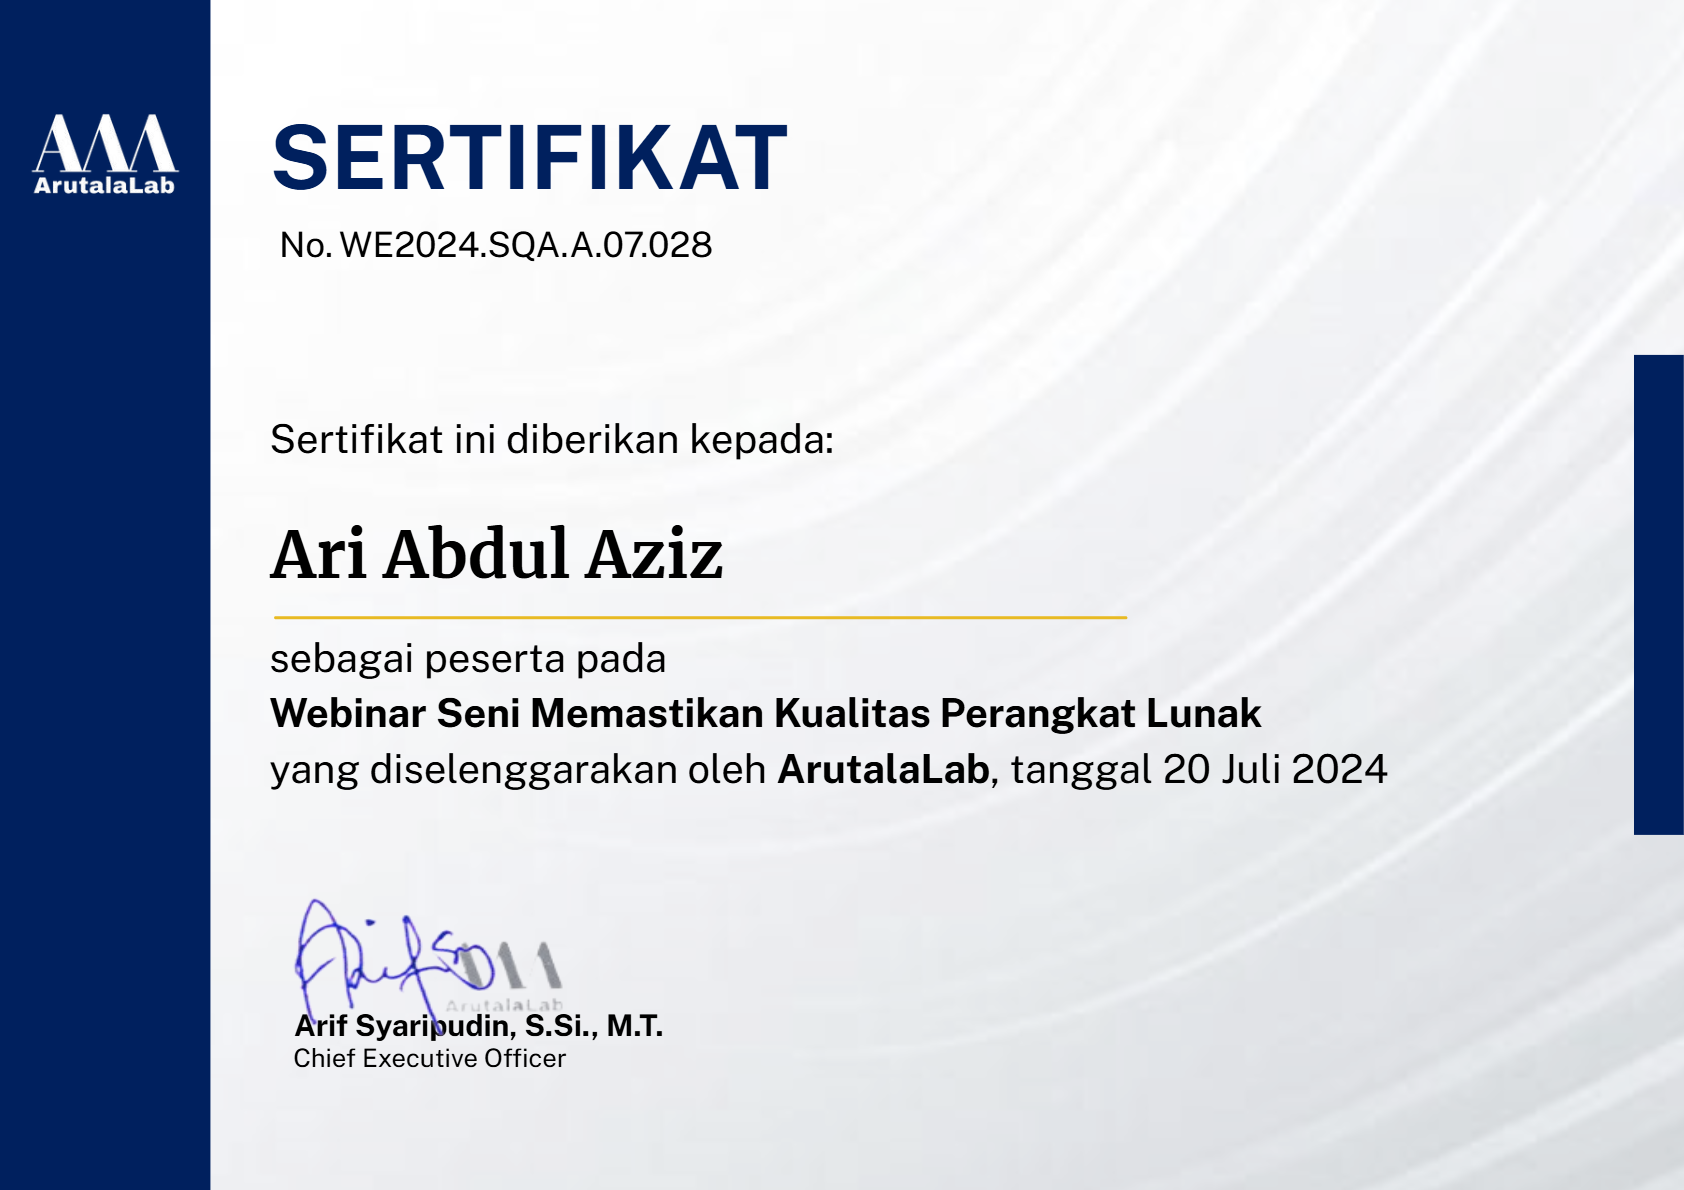 ArutalaLab
SERTIFIKAT
No. WE2024.SQA.A.07.028
Sertifikat ini diberikan kepada:
Ari Abdul Aziz
sebagai peserta pada
Webinar Seni Memastikan Kualitas Perangkat Lunak
yang diselenggarakan oleh ArutalaLab, tanggal 20 Juli 2024
ArutalaLab
Arif Syaripudin, S.Si., M.T.
Chief Executive Officer